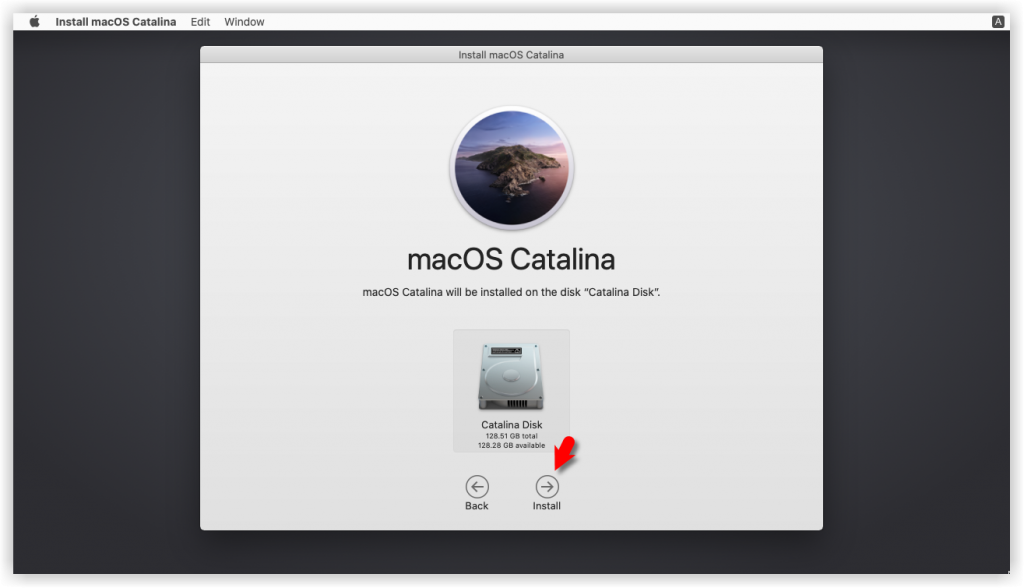 Install macOS Catalina Edit Window A
Install macOS Catalina
macOS Catalina
macOS Catalina will be installed on the disk “Catalina Disk”.
Catalina Disk
128.51 GB total
128.28 GB available
Back Install